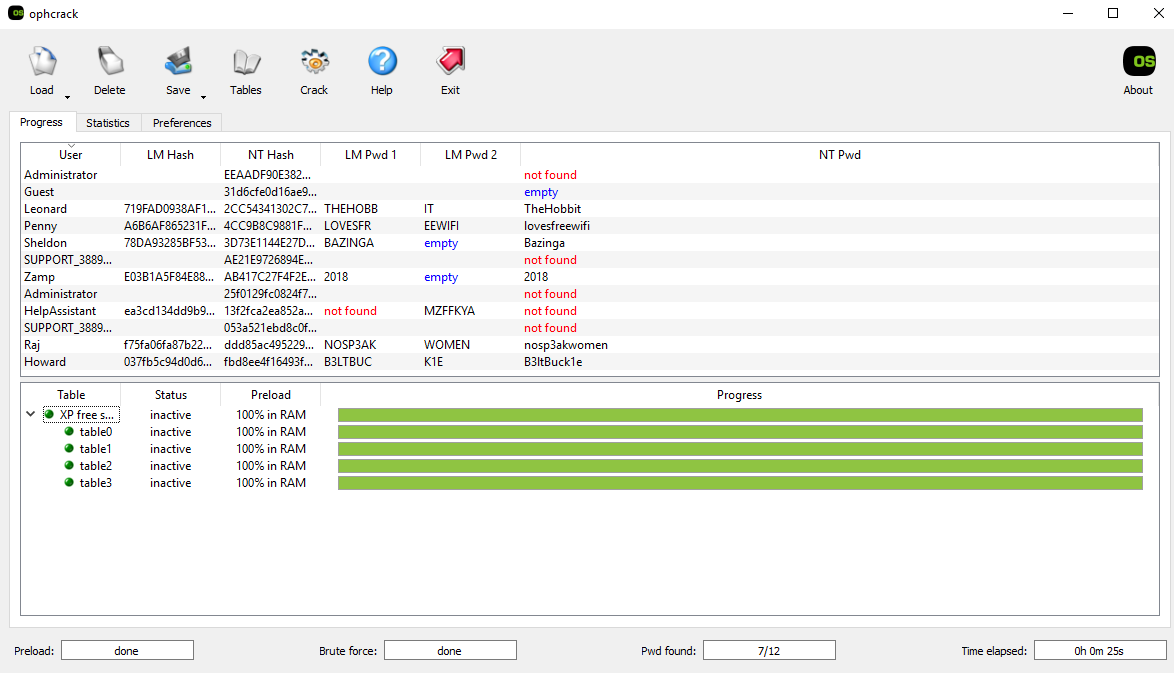 OS ophcrack
Load Delete Save Tables Crack Help Exit OS About
Progress Statistics Preferences
User LM Hash NT Hash LM Pwd 1 LM Pwd 2 NT Pwd
Administrator EEAADF90E382... not found
Guest 31d6cfe0d16ae9... empty
Leonard 719FAD0938AF1... 2CC54341302C7... THEHOBB IT TheHobbit
Penny A6B6AF865231F... 4CC9B8C9881F... LOVESFR EEWIFI lovesfreewifi
Sheldon 78DA93285BF53... 3D73E1144E27D... BAZINGA empty Bazinga
SUPPORT_3889... AE21E9726894E... not found
Zamp E03B1A5F84E88... AB417C27F4F2E... 2018 empty 2018
Administrator 25f0129fc0824f7... not found
HelpAssistant ea3cd134dd9b9... 13f2fca2ea852a... not found MZFFKYA not found
SUPPORT_3889... 053a521ebd8c0f... not found
Raj f75fa06fa87b22... ddd85ac495229... NOSP3AK WOMEN nosp3akwomen
Howard 037fb5c94d0d6... fbd8ee4f16493f... B3LTBUC K1E B3ltBuck1e
Table Status Preload Progress
XP free s... inactive 100% in RAM
table0 inactive 100% in RAM
table1 inactive 100% in RAM
table2 inactive 100% in RAM
table3 inactive 100% in RAM
Preload: done Brute force: done Pwd found: 7/12 Time elapsed: 0h 0m 25s